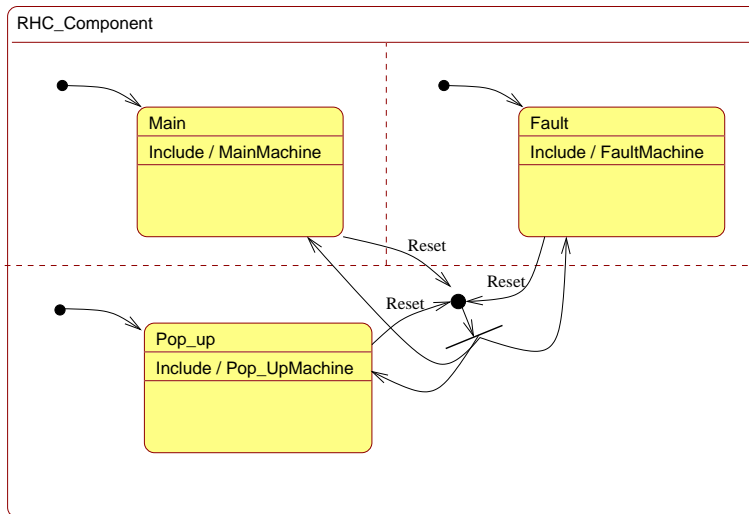 RHC_Component
Main
Include / MainMachine
Fault
Include / FaultMachine
Reset
Reset
Reset
Pop_up
Include / Pop_UpMachine